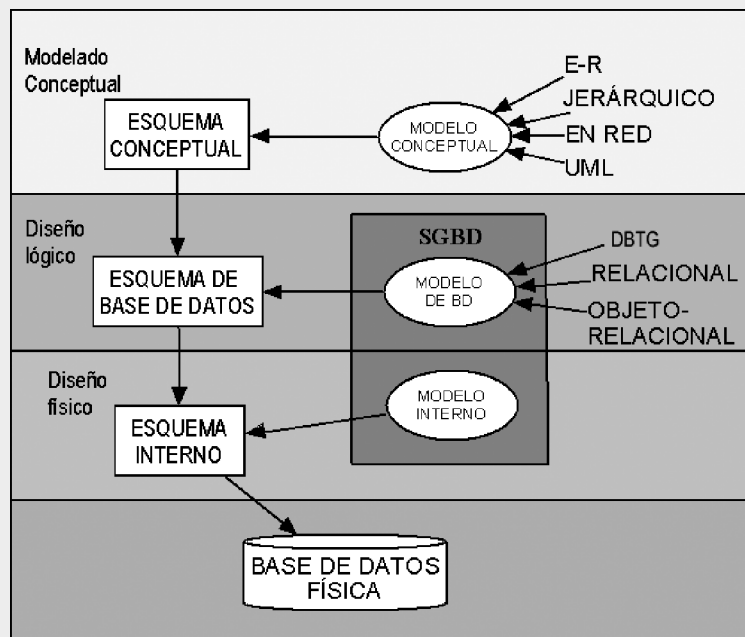 Modelado
Conceptual
ESQUEMA
CONCEPTUAL
MODELO
CONCEPTUAL
E-R
JERÁRQUICO
EN RED
UML
Diseño
lógico
ESQUEMA DE
BASE DE DATOS
SGBD
MODELO
DE BD
DBTG
RELACIONAL
OBJETO-
RELACIONAL
Diseño
físico
ESQUEMA
INTERNO
MODELO
INTERNO
BASE DE DATOS
FÍSICA